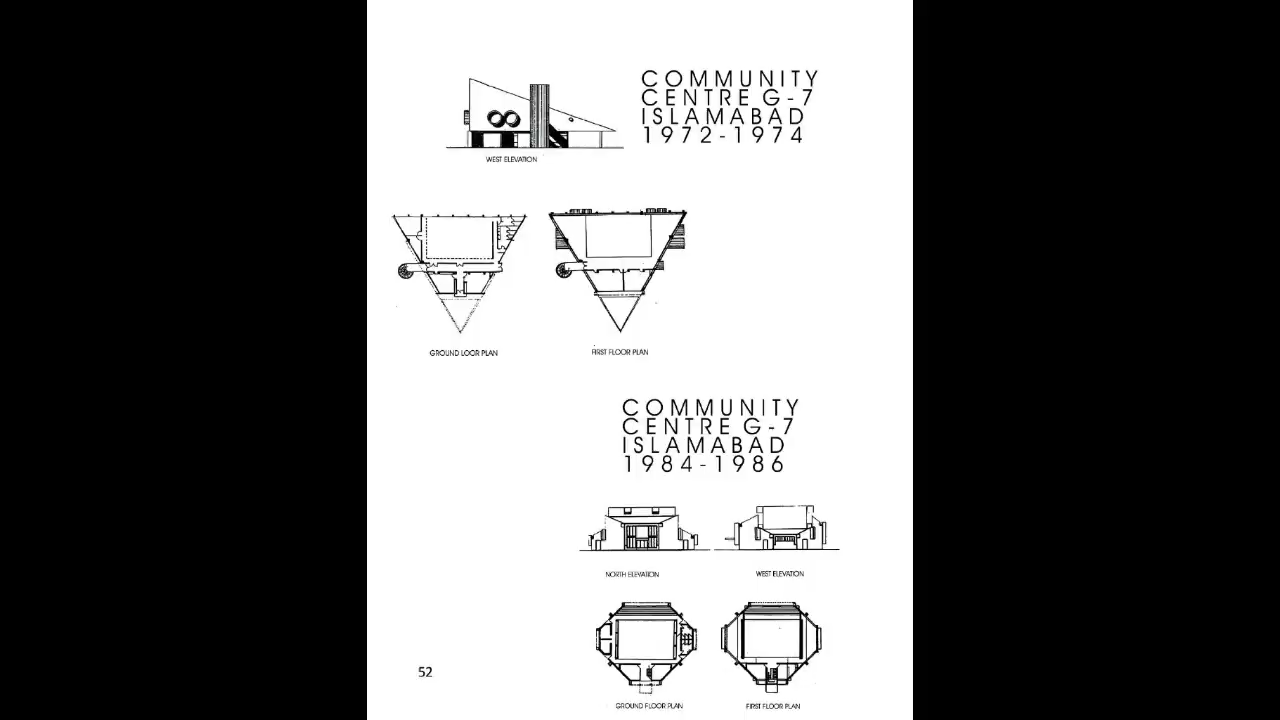 COMMUNITY
CENTRE G-7
ISLAMABAD
1972-1974
WEST ELEVATION
GROUND LOOR PLAN
FIRST FLOOR PLAN
COMMUNITY
CENTRE G-7
ISLAMABAD
1984-1986
NORTH ELEVATION
WEST ELEVATION
52
GROUND FLOOR PLAN
FIRST FLOOR PLAN